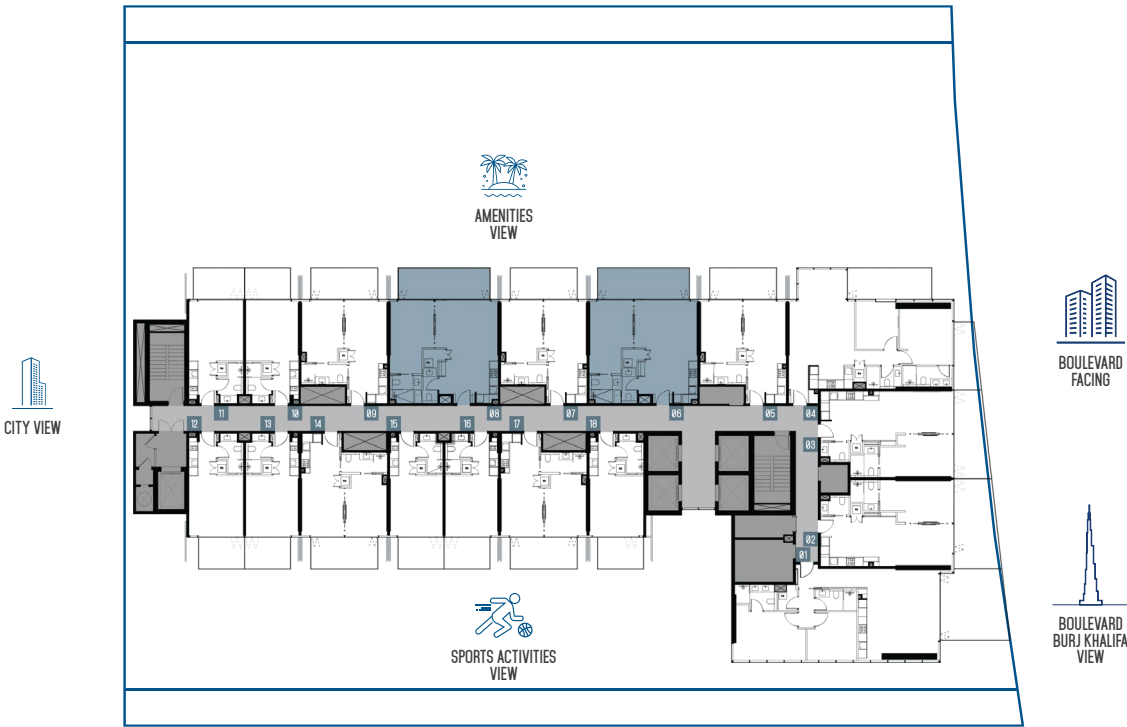 AMENITIES
VIEW
CITY VIEW
BOULEVARD
FACING
11
10
09
08
07
06
05
04
12
13
14
15
16
17
18
03
02
01
SPORTS ACTIVITIES
VIEW
BOULEVARD
BURJ KHALIFA
VIEW